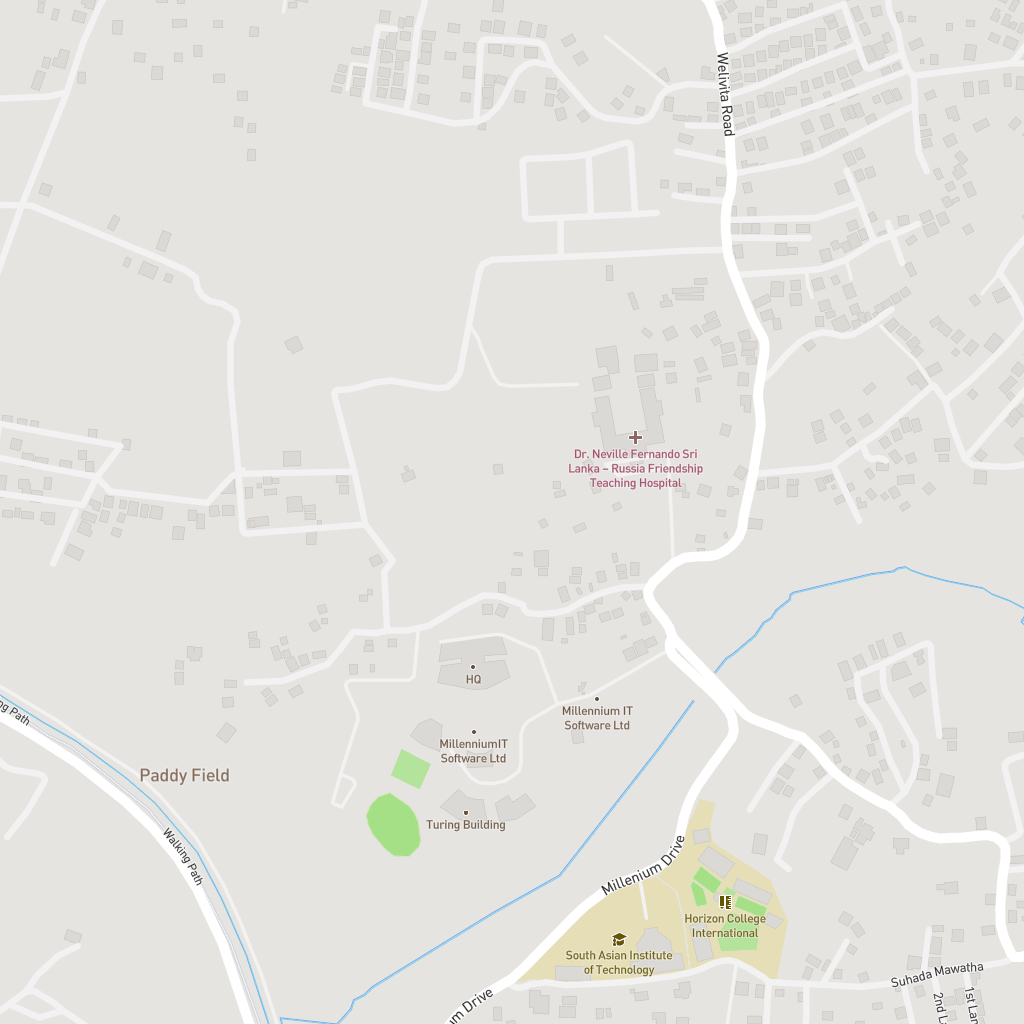 Welivita Road
Dr. Neville Fernando Sri
Lanka – Russia Friendship
Teaching Hospital
HQ
Millennium IT
Software Ltd
MillenniumIT
Software Ltd
Paddy Field
Turing Building
Walking Path
Millenium Drive
Horizon College
International
South Asian Institute
of Technology
Suhada Mawatha